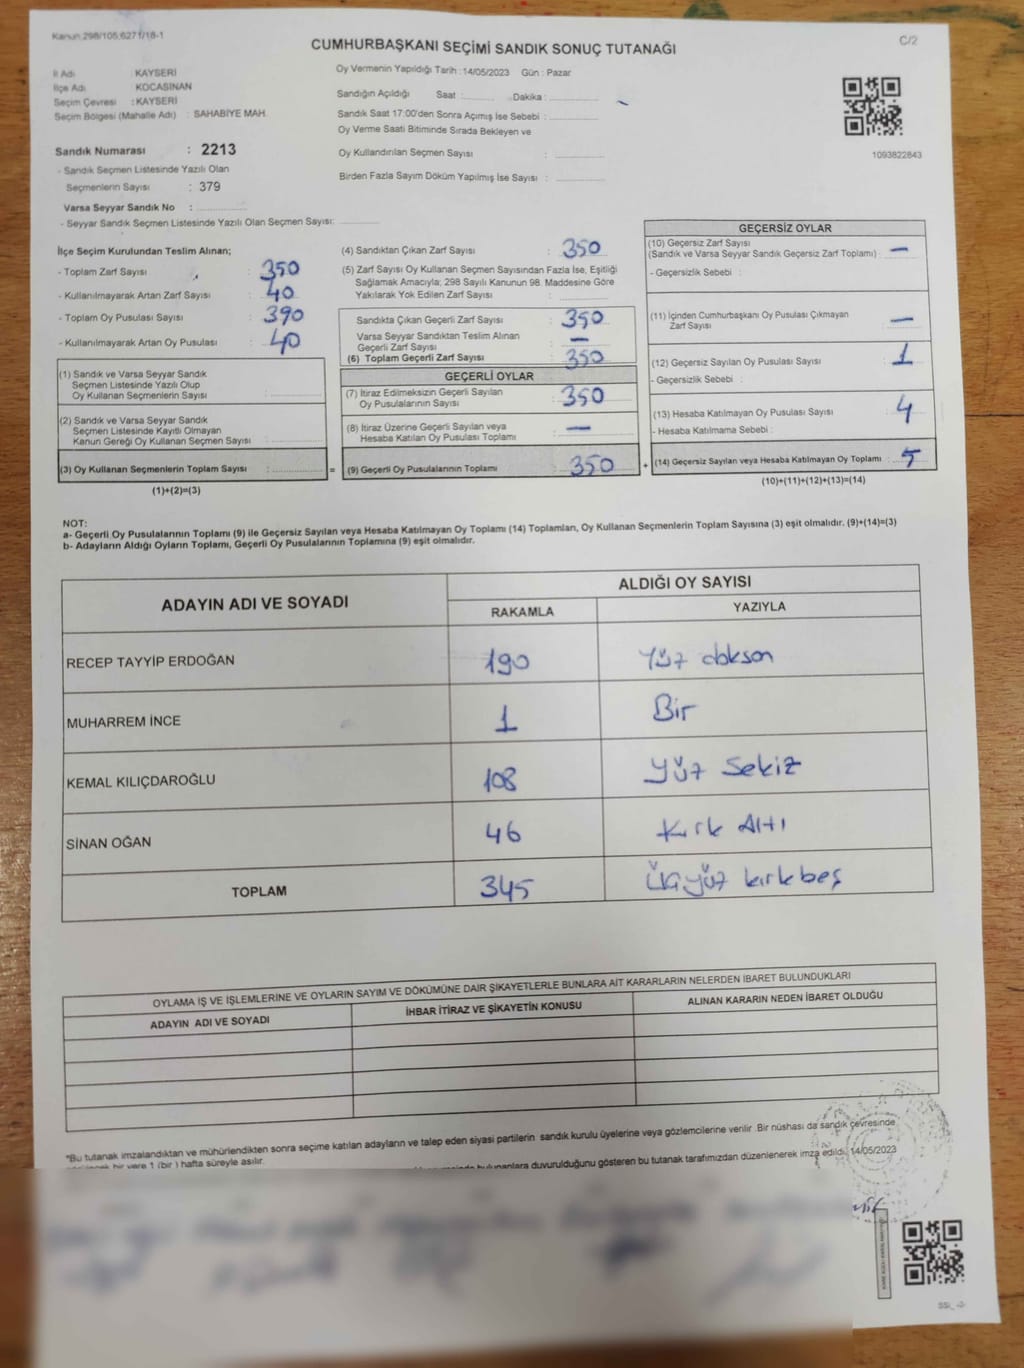 Kanun:298/105,6271/18-1
C/2
CUMHURBAŞKANI SEÇİMİ SANDIK SONUÇ TUTANAĞI
İl Adı : KAYSERİ
İlçe Adı : KOCASİNAN
Seçim Çevresi : KAYSERİ
Seçim Bölgesi (Mahalle Adı) : SAHABİYE MAH.
Sandık Numarası : 2213
- Sandık Seçmen Listesinde Yazılı Olan
Seçmenlerin Sayısı : 379
Varsa Seyyar Sandık No :
- Seyyar Sandık Seçmen Listesinde Yazılı Olan Seçmen Sayısı:
Oy Vermenin Yapıldığı Tarih :14/05/2023 Gün : Pazar
Sandığın Açıldığı Saat : Dakika :
Sandık Saat 17:00'den Sonra Açımış İse Sebebi :
Oy Verme Saati Bitiminde Sırada Bekleyen ve
Oy Kullandırılan Seçmen Sayısı :
Birden Fazla Sayım Döküm Yapılmış İse Sayısı :
1093822843
İlçe Seçim Kurulundan Teslim Alınan;
- Toplam Zarf Sayısı : 350
- Kullanılmayarak Artan Zarf Sayısı : 40
- Toplam Oy Pusulası Sayısı : 390
- Kullanılmayarak Artan Oy Pusulası : 40
(1) Sandık ve Varsa Seyyar Sandık
Seçmen Listesinde Yazılı Olup
Oy Kullanan Seçmenlerin Sayısı :
(2) Sandık ve Varsa Seyyar Sandık
Seçmen Listesinde Kayıtlı Olmayan
Kanun Gereği Oy Kullanan Seçmen Sayısı :
(3) Oy Kullanan Seçmenlerin Toplam Sayısı : =
(1)+(2)=(3)
(4) Sandıktan Çıkan Zarf Sayısı : 350
(5) Zarf Sayısı Oy Kullanan Seçmen Sayısından Fazla İse, Eşitliği
Sağlamak Amacıyla; 298 Sayılı Kanunun 98. Maddesine Göre
Yakılarak Yok Edilen Zarf Sayısı :
Sandıkta Çıkan Geçerli Zarf Sayısı : 350
Varsa Seyyar Sandıktan Teslim Alınan
Geçerli Zarf Sayısı : —
(6) Toplam Geçerli Zarf Sayısı : 350
GEÇERLİ OYLAR
(7) İtiraz Edilmeksizin Geçerli Sayılan
Oy Pusulalarının Sayısı : 350
(8) İtiraz Üzerine Geçerli Sayılan veya
Hesaba Katılan Oy Pusulası Toplamı : —
(9) Geçerli Oy Pusulalarının Toplamı : 350 +
GEÇERSİZ OYLAR
(10) Geçersiz Zarf Sayısı
(Sandık ve Varsa Seyyar Sandık Geçersiz Zarf Toplamı) : —
- Geçersizlik Sebebi :
(11) İçinden Cumhurbaşkanı Oy Pusulası Çıkmayan
Zarf Sayısı : —
(12) Geçersiz Sayılan Oy Pusulası Sayısı : 1
- Geçersizlik Sebebi :
(13) Hesaba Katılmayan Oy Pusulası Sayısı : 4
- Hesaba Katılmama Sebebi :
(14) Geçersiz Sayılan veya Hesaba Katılmayan Oy Toplamı : 5
(10)+(11)+(12)+(13)=(14)
NOT:
a- Geçerli Oy Pusulalarının Toplamı (9) ile Geçersiz Sayılan veya Hesaba Katılmayan Oy Toplamı (14) Toplamları, Oy Kullanan Seçmenlerin Toplam Sayısına (3) eşit olmalıdır. (9)+(14)=(3)
b- Adayların Aldığı Oyların Toplamı, Geçerli Oy Pusulalarının Toplamına (9) eşit olmalıdır.
ADAYIN ADI VE SOYADI ALDIĞI OY SAYISI
RAKAMLA YAZIYLA
RECEP TAYYİP ERDOĞAN 190 Yüz doksan
MUHARREM İNCE 1 Bir
KEMAL KILIÇDAROĞLU 108 Yüz Sekiz
SİNAN OĞAN 46 Kırk Altı
TOPLAM 345 Üçyüz kırkbeş
OYLAMA İŞ VE İŞLEMLERİNE VE OYLARIN SAYIM VE DÖKÜMÜNE DAİR ŞİKAYETLERLE BUNLARA AİT KARARLARIN NELERDEN İBARET BULUNDUKLARI
ADAYIN ADI VE SOYADI İHBAR İTİRAZ VE ŞİKAYETİN KONUSU ALINAN KARARIN NEDEN İBARET OLDUĞU
*Bu tutanak imzalandıktan ve mühürlendikten sonra seçime katılan adayların ve talep eden siyasi partilerin sandık kurulu üyelerine veya gözlemcilerine verilir. Bir nüshası da sandık çevresinde
bir yere 1 (bir) hafta süreyle asılır.
bulunanlara duyurulduğunu gösteren bu tutanak tarafımızdan düzenlenerek imza edildi. 14/05/2023